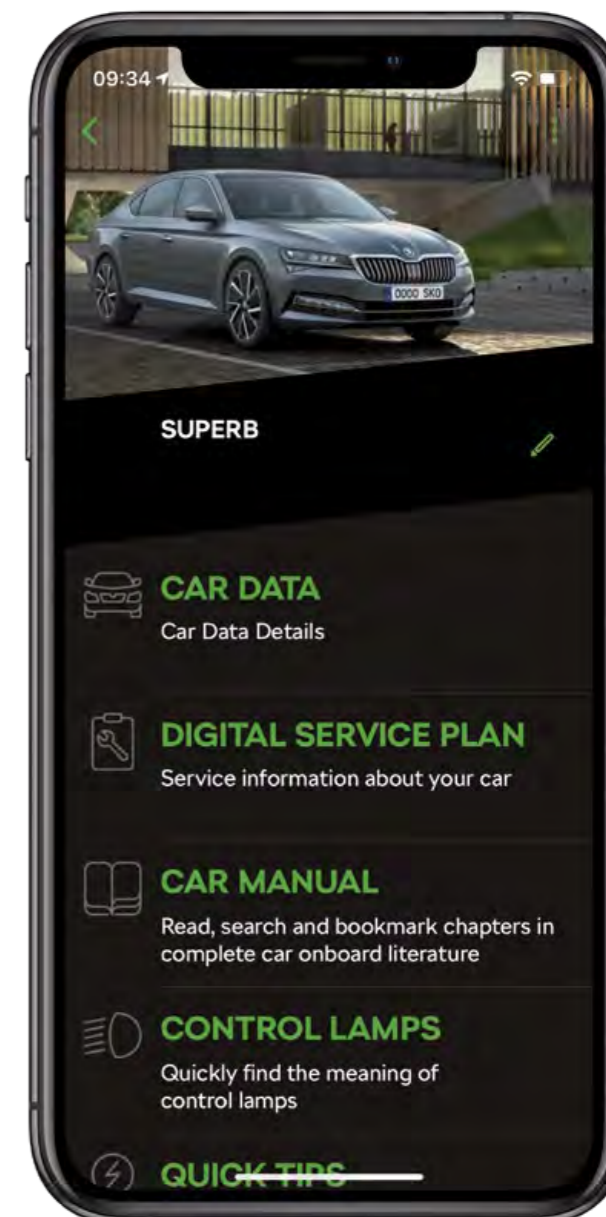 09:34
0000 SKO
SUPERB
CAR DATA
Car Data Details
DIGITAL SERVICE PLAN
Service information about your car
CAR MANUAL
Read, search and bookmark chapters in
complete car onboard literature
CONTROL LAMPS
Quickly find the meaning of
control lamps
QUICK TIPS